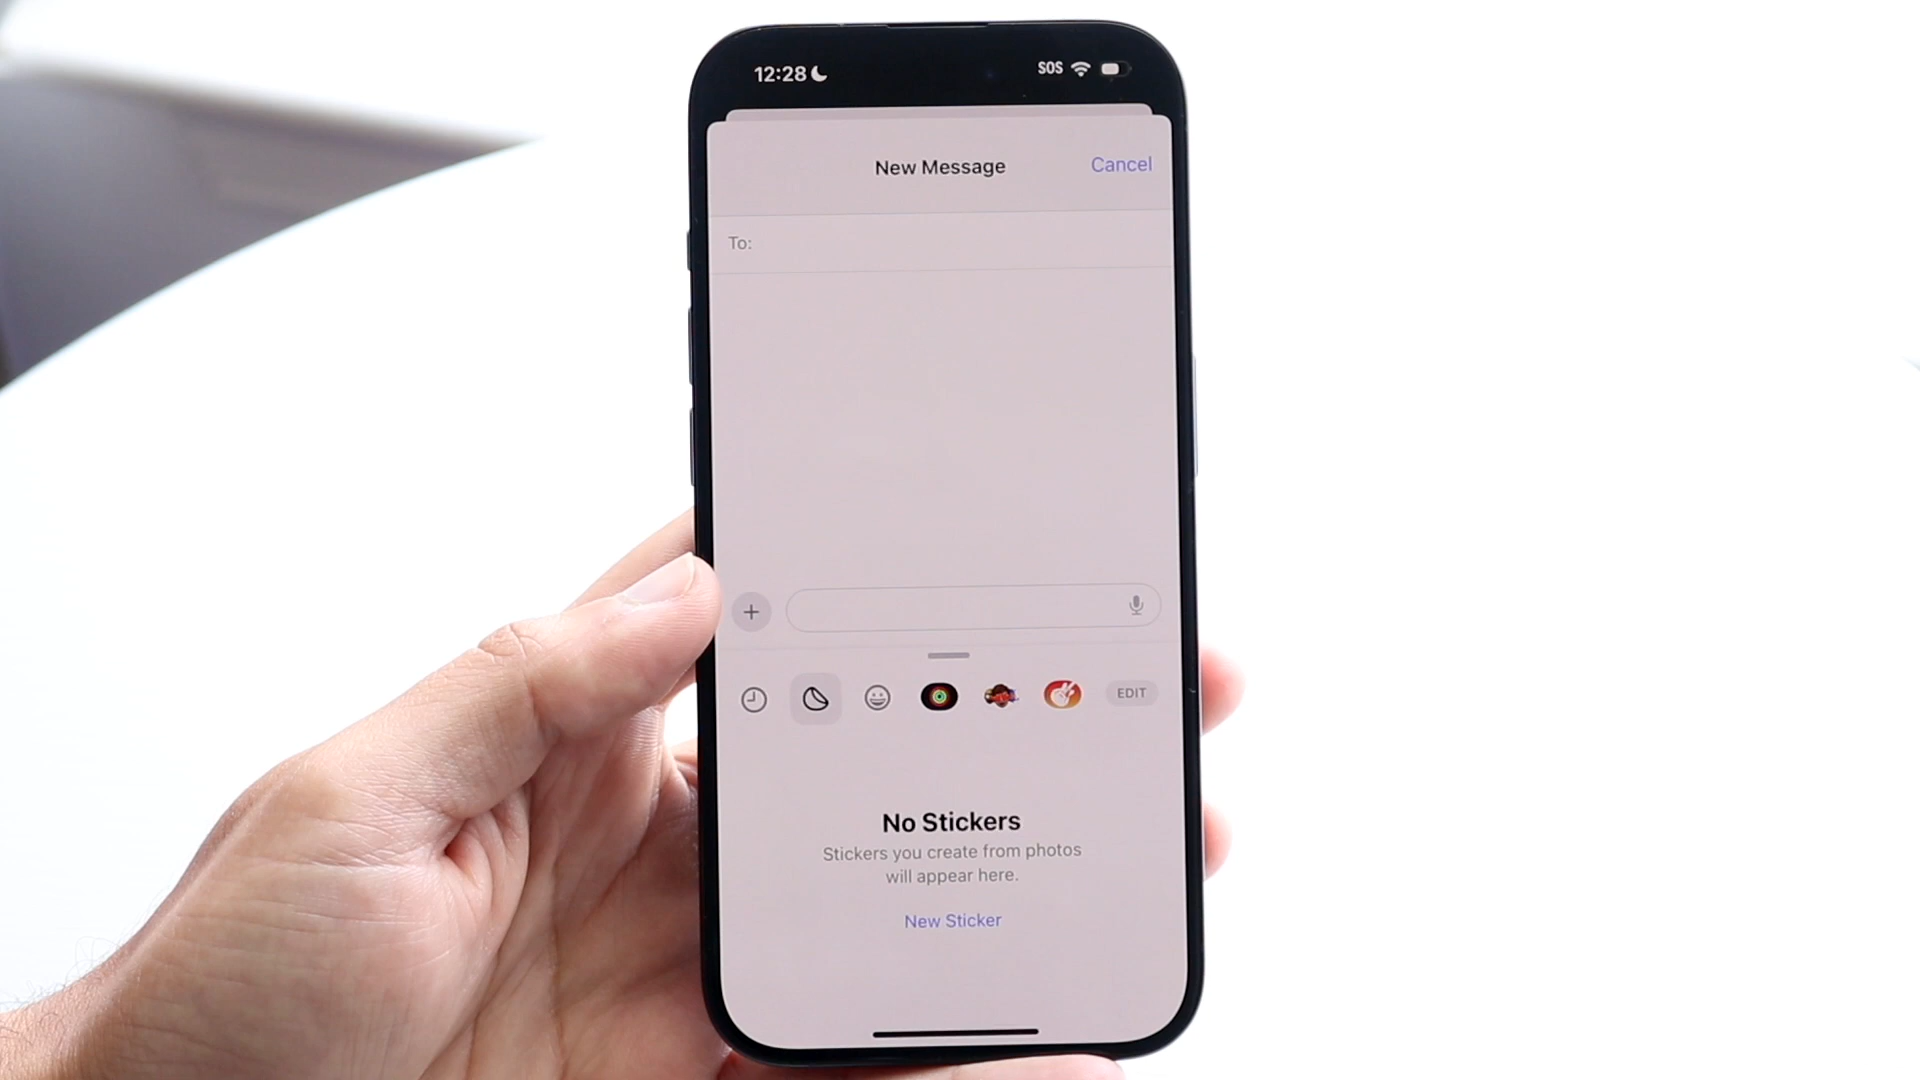 12:28 SOS
New Message Cancel
To:
EDIT
No Stickers
Stickers you create from photos
will appear here.
New Sticker